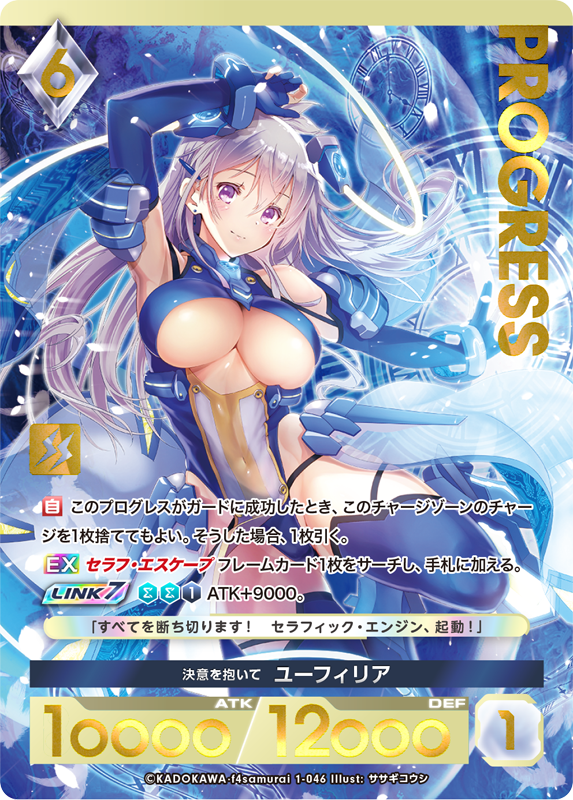 6
PROGRESS
自 このプログレスがガードに成功したとき、このチャージゾーンのチャー
ジを1枚捨ててもよい。そうした場合、1枚引く。
EX セラフ・エスケープ フレームカード1枚をサーチし、手札に加える。
LINK 7 Σ Σ 1 ATK+9000。
「すべてを断ち切ります! セラフィック・エンジン、起動!」
決意を抱いて ユーフィリア
ATK DEF
10000/12000 1
©KADOKAWA-f4samurai 1-046 Illust: ササギコウシ